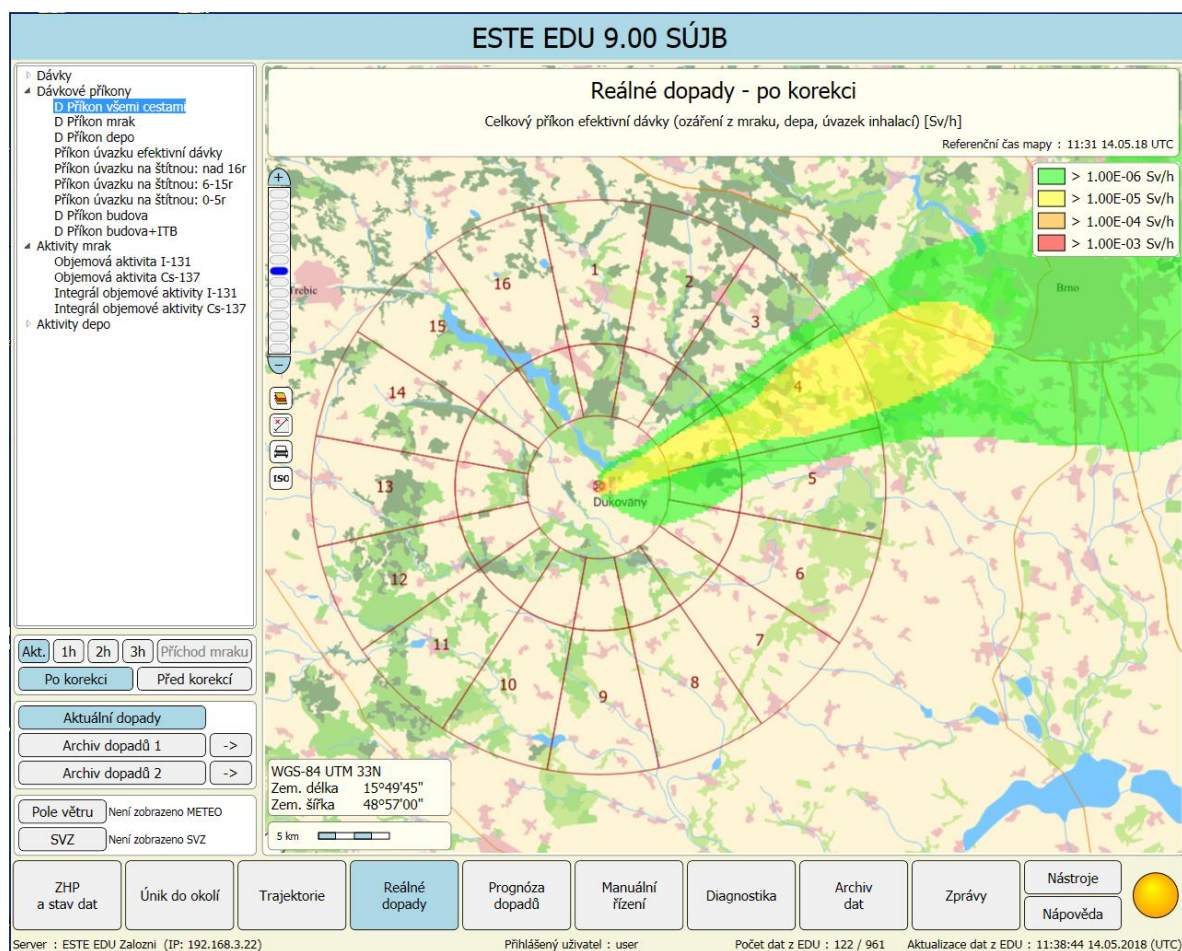 ESTE EDU 9.00 SÚJB
Dávky
Dávkové příkony
D Příkon všemi cestami
D Příkon mrak
D Příkon depo
Příkon úvazku efektivní dávky
Příkon úvazku na štítnou: nad 16r
Příkon úvazku na štítnou: 6-15r
Příkon úvazku na štítnou: 0-5r
D Příkon budova
D Příkon budova+ITB
Aktivity mrak
Objemová aktivita I-131
Objemová aktivita Cs-137
Integrál objemové aktivity I-131
Integrál objemové aktivity Cs-137
Aktivity depo
Akt. 1h 2h 3h Příchod mraku
Po korekci Před korekcí
Aktuální dopady
Archiv dopadů 1 ->
Archiv dopadů 2 ->
Pole větru Není zobrazeno METEO
SVZ Není zobrazeno SVZ
Reálné dopady - po korekci
Celkový příkon efektivní dávky (ozáření z mraku, depa, úvazek inhalací) [Sv/h]
Referenční čas mapy : 11:31 14.05.18 UTC
> 1.00E-06 Sv/h
> 1.00E-05 Sv/h
> 1.00E-04 Sv/h
> 1.00E-03 Sv/h
+
-
ISO
1
16
2
Brno
3
15
4
14
5
13
Dukovany
6
12
7
11
8
10
9
WGS-84 UTM 33N
Zem. délka 15°49'45"
Zem. šířka 48°57'00"
5 km
ZHP
a stav dat
Únik do okolí
Trajektorie
Reálné
dopady
Prognóza
dopadů
Manuální
řízení
Diagnostika
Archiv
dat
Zprávy
Nástroje
Nápověda
Server : ESTE EDU Zalozni (IP: 192.168.3.22) Přihlášený uživatel : user Počet dat z EDU : 122 / 961 Aktualizace dat z EDU : 11:38:44 14.05.2018 (UTC)